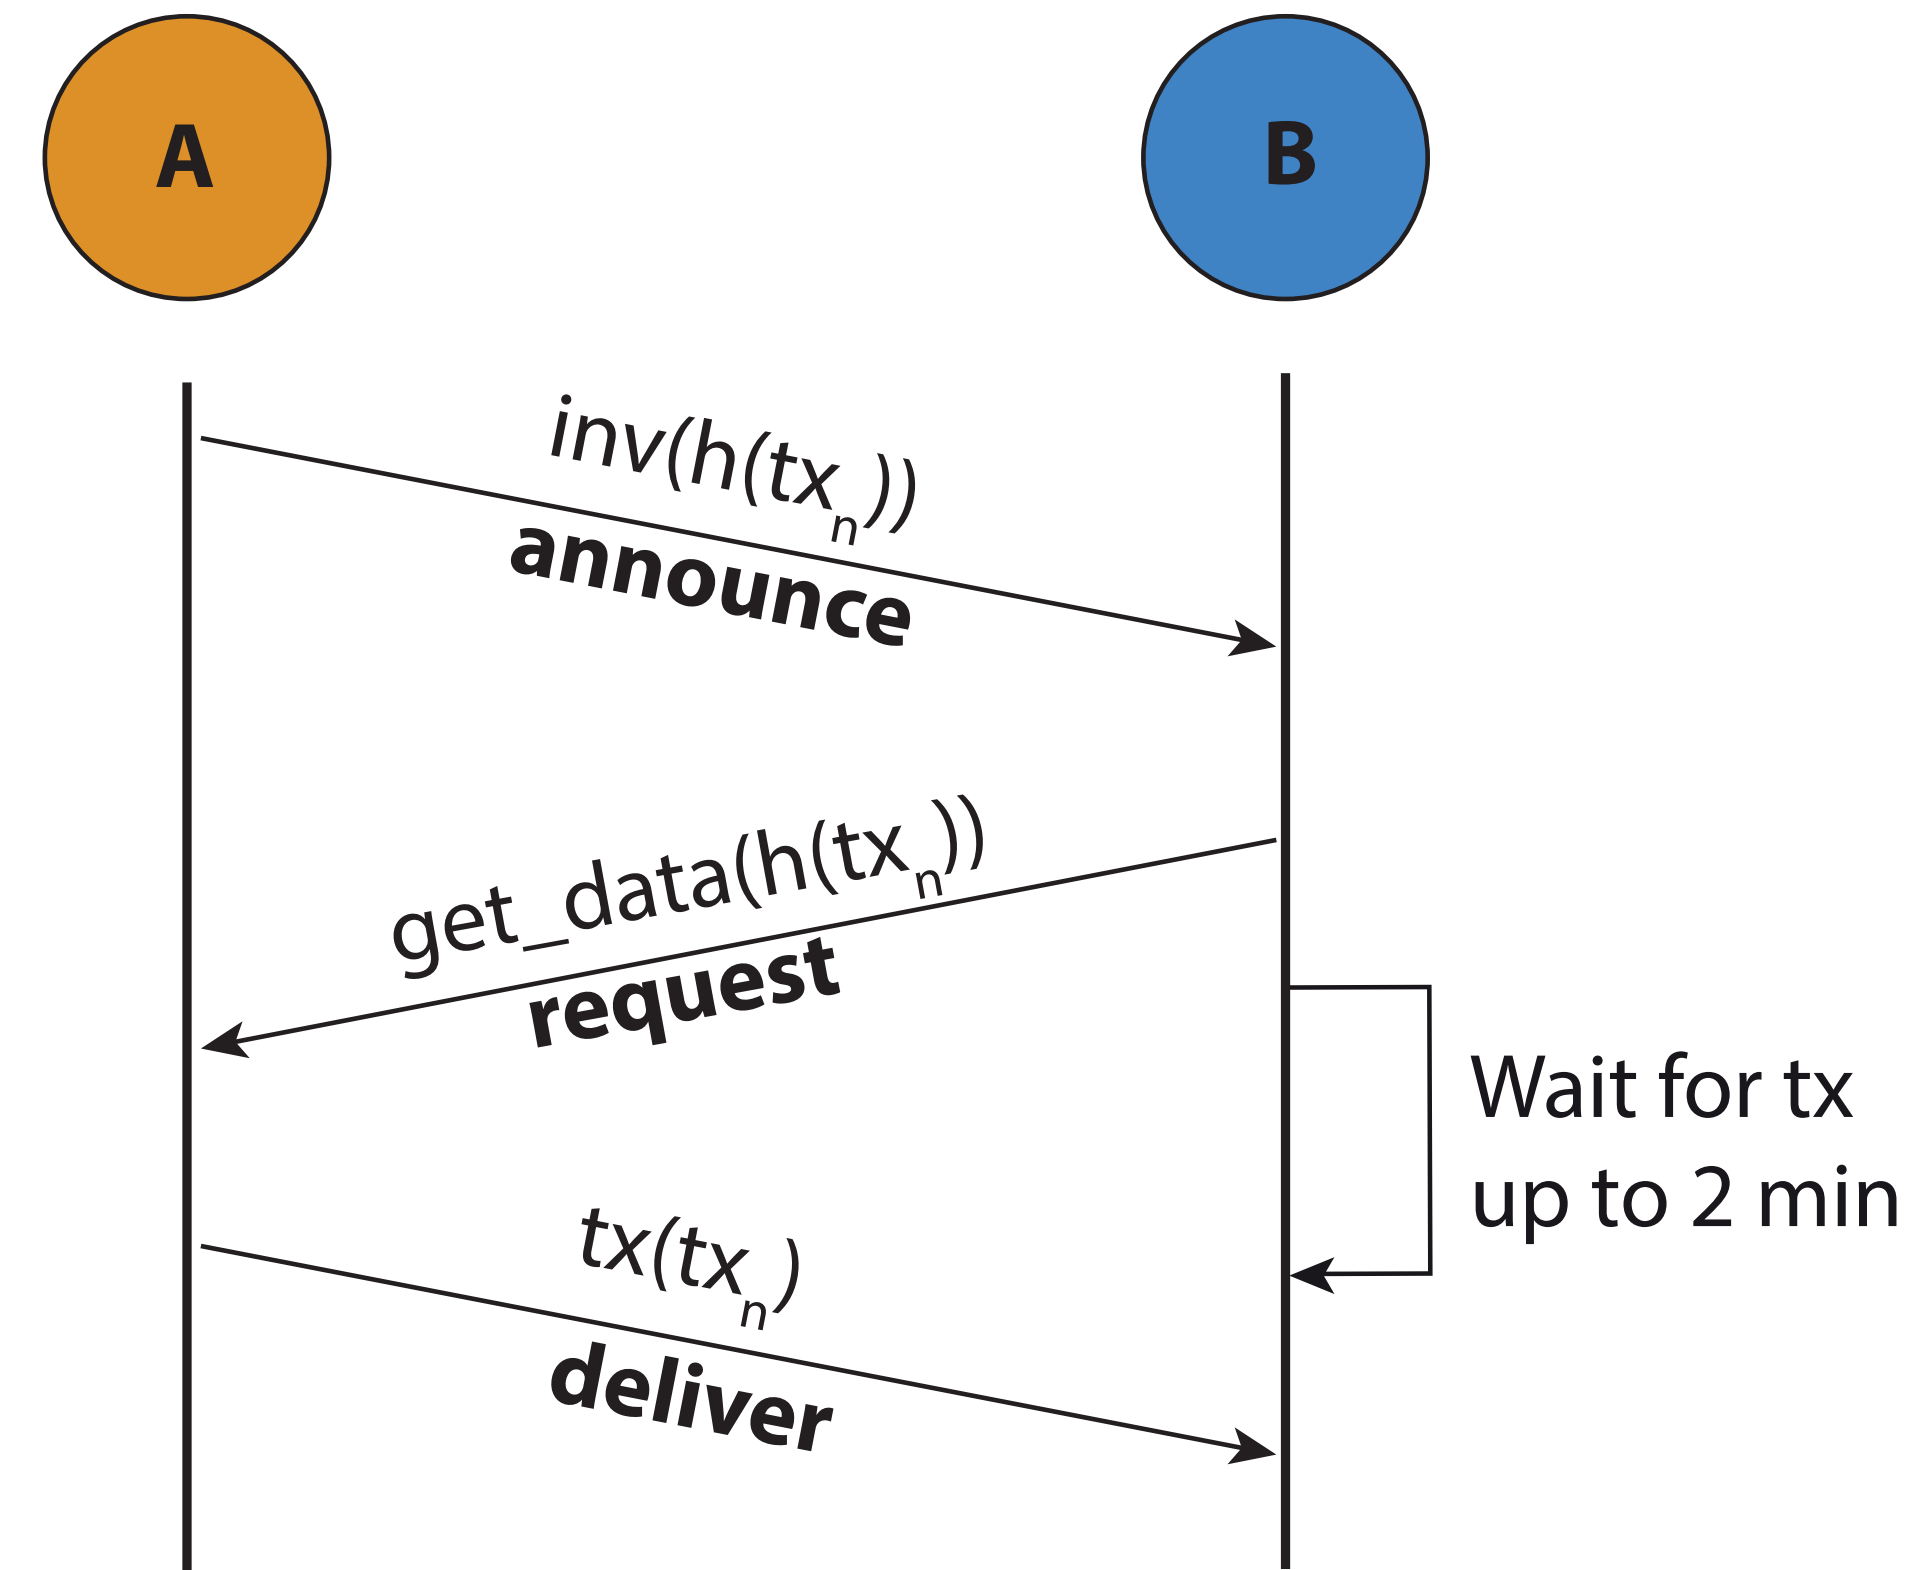 A
B
inv(h(txₙ))
announce
get_data(h(txₙ))
request
Wait for tx
up to 2 min
tx(txₙ)
deliver